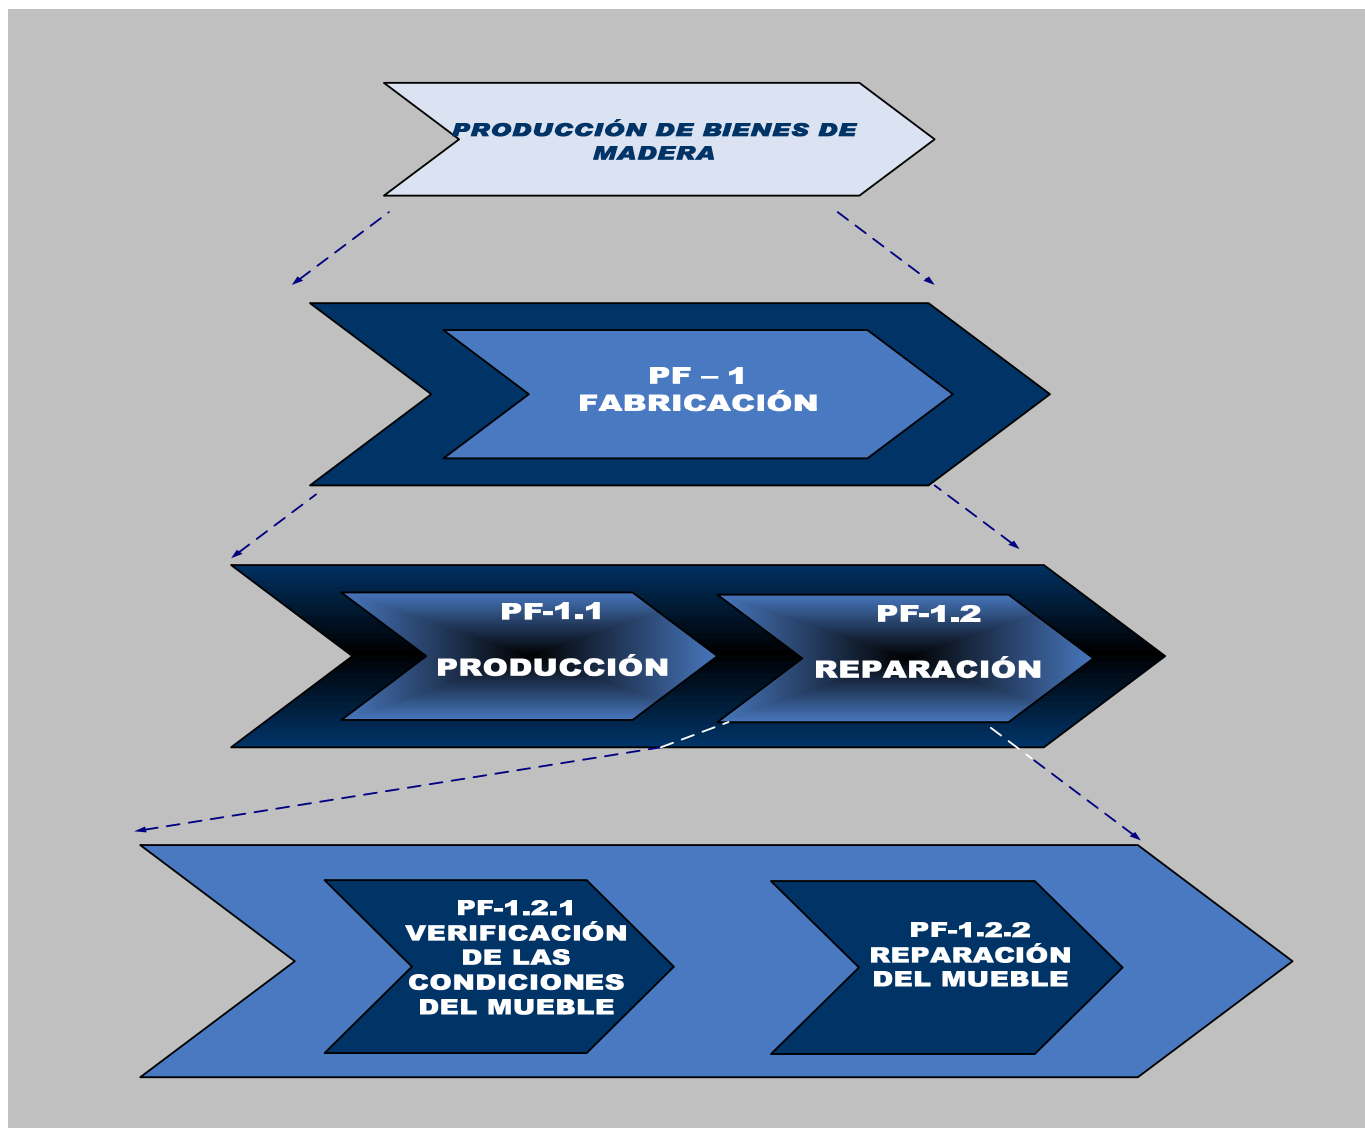 PRODUCCIÓN DE BIENES DE
MADERA
PF – 1
FABRICACIÓN
PF-1.1
PRODUCCIÓN
PF-1.2
REPARACIÓN
PF-1.2.1
VERIFICACIÓN
DE LAS
CONDICIONES
DEL MUEBLE
PF-1.2.2
REPARACIÓN
DEL MUEBLE